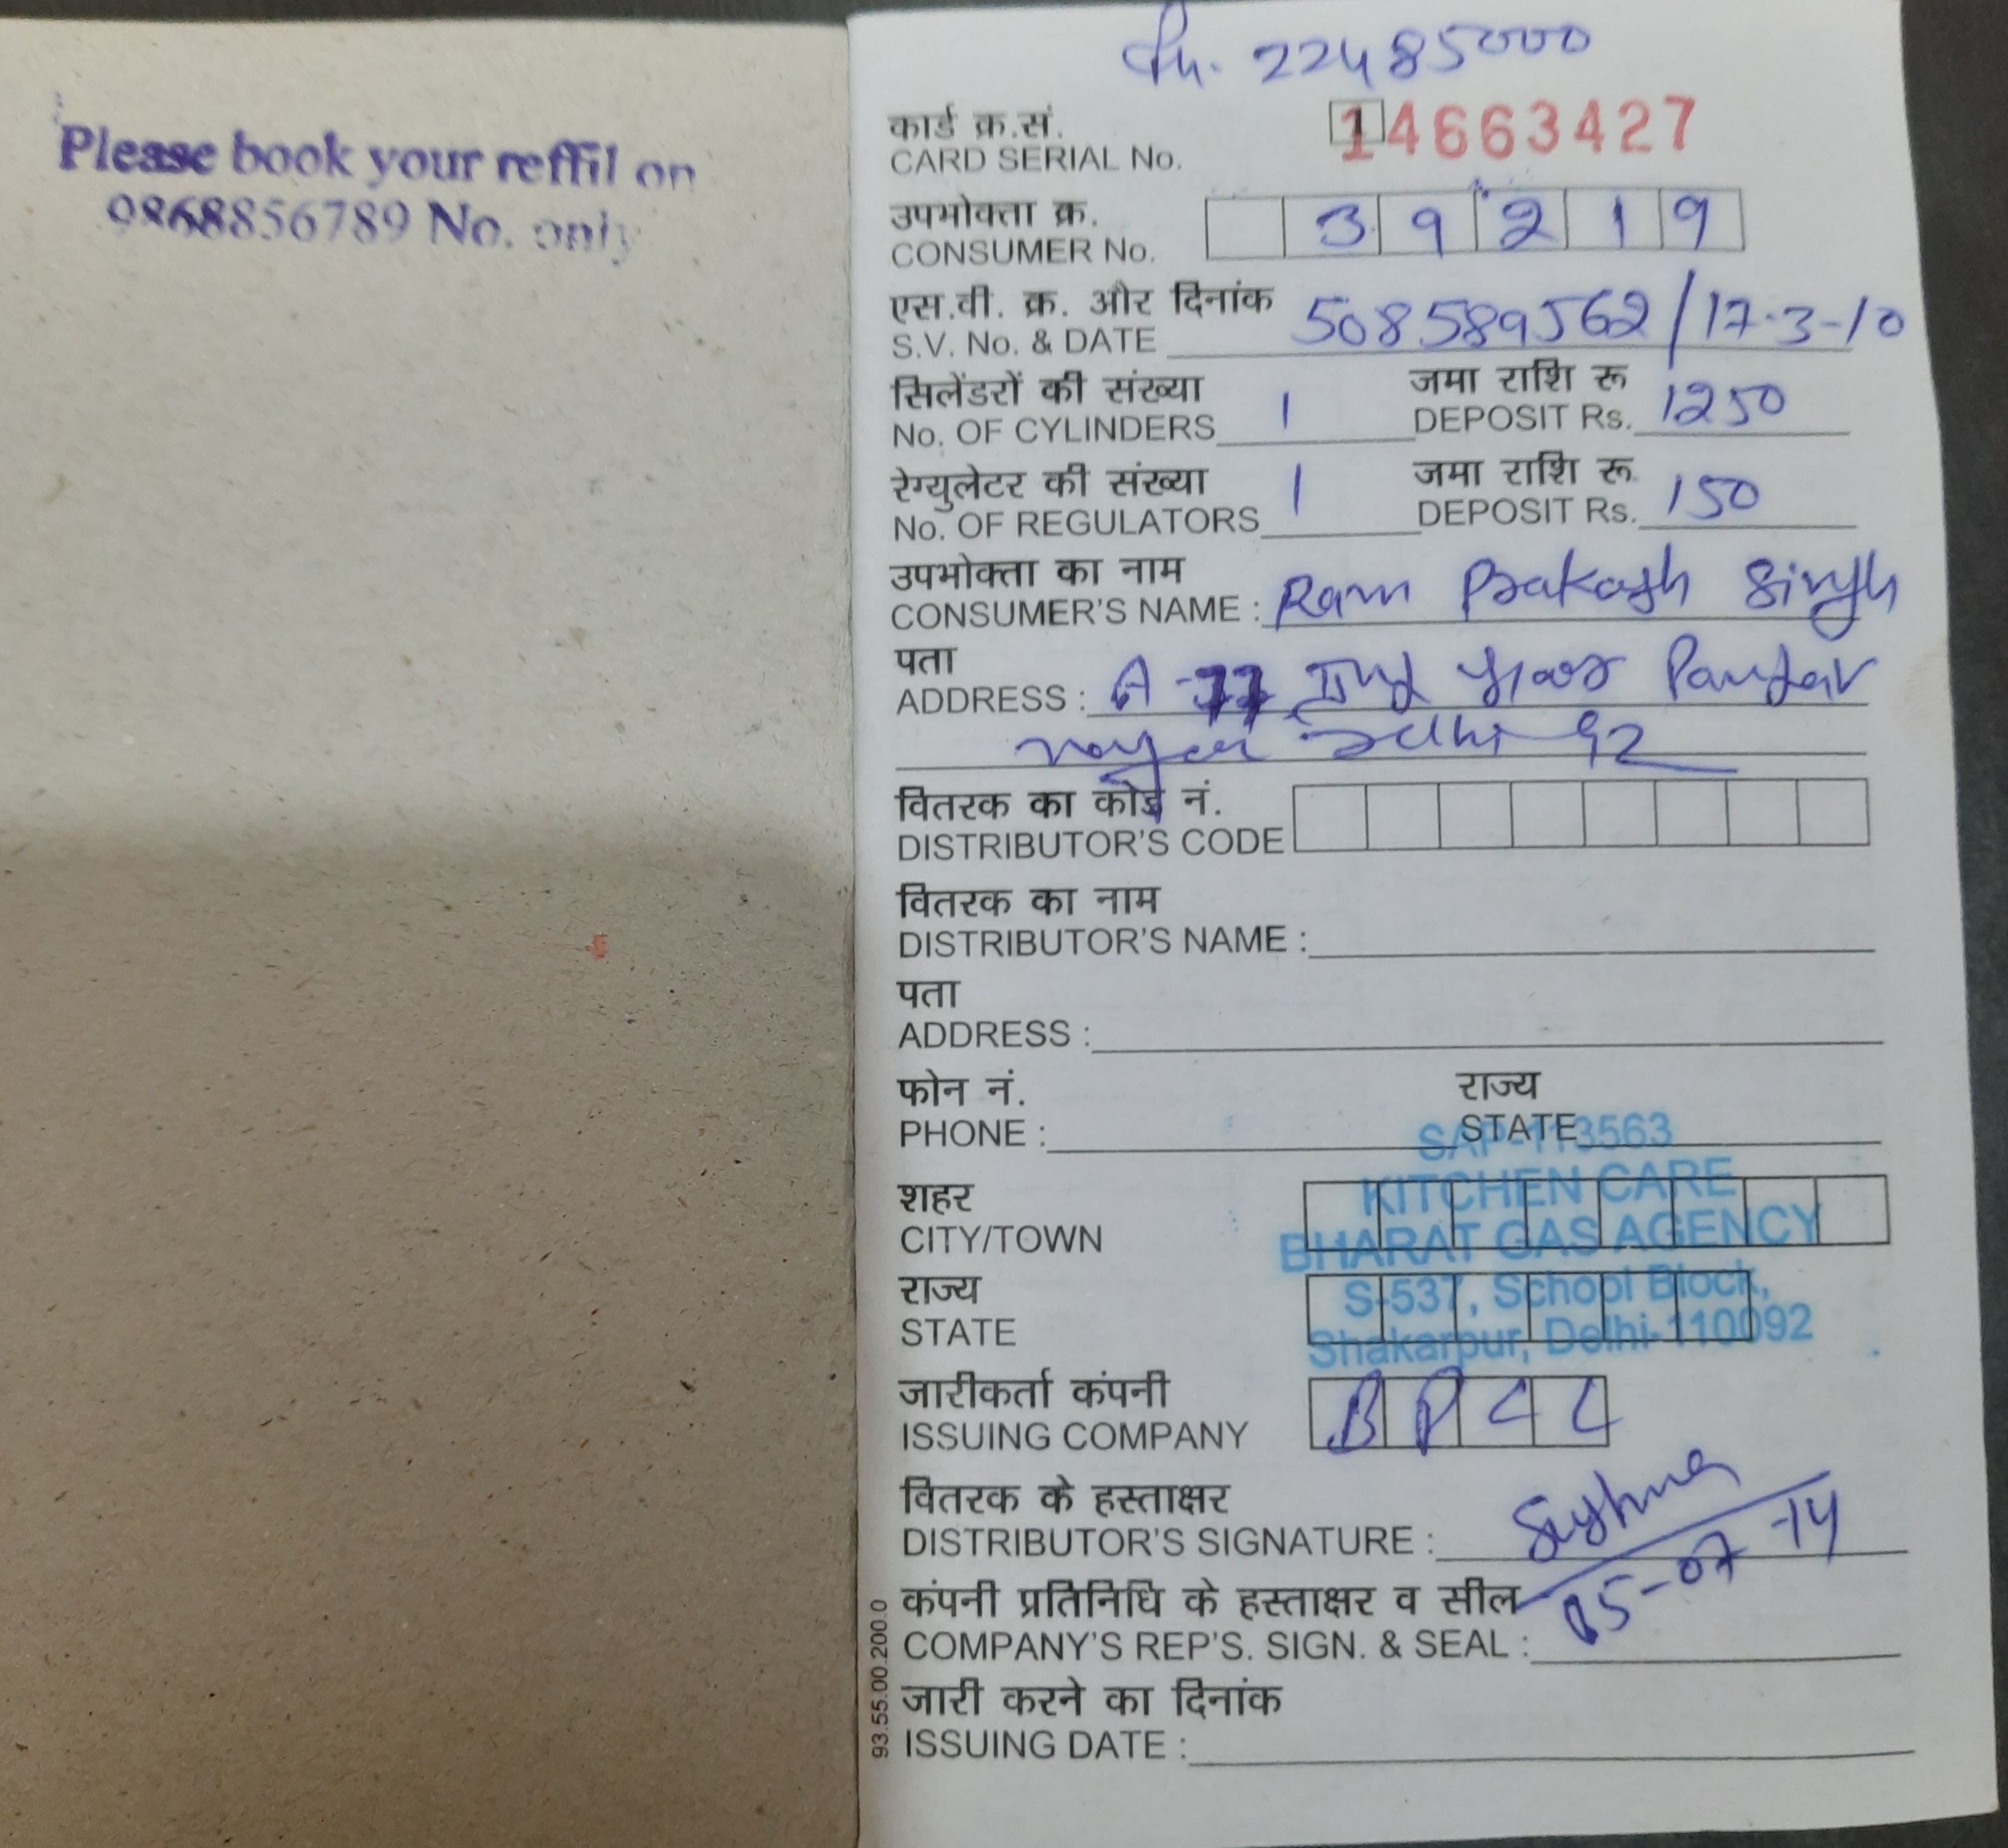 Please book your reffil on
9868856789 No. only
Ph. 22485000
कार्ड क्र.सं.
CARD SERIAL No. 14663427
उपभोक्ता क्र.
CONSUMER No. 39219
एस.वी. क्र. और दिनांक
S.V. No. & DATE 508589562/17-3-10
सिलेंडरों की संख्या जमा राशि रू
No. OF CYLINDERS 1 DEPOSIT Rs. 1250
रेग्युलेटर की संख्या जमा राशि रू.
No. OF REGULATORS 1 DEPOSIT Rs. 150
उपभोक्ता का नाम
CONSUMER'S NAME : Ram Prakash Singh
पता
ADDRESS : A-77 IInd floor Pandav
nagar Delhi 92
वितरक का कोड नं.
DISTRIBUTOR'S CODE
वितरक का नाम
DISTRIBUTOR'S NAME :
पता
ADDRESS :
फोन नं. राज्य
PHONE : STATE
SAP-113563
शहर
KITCHEN CARE
CITY/TOWN
BHARAT GAS AGENCY
राज्य
S-537, School Block,
STATE
Shakarpur, Delhi-110092
जारीकर्ता कंपनी
ISSUING COMPANY BPCL
वितरक के हस्ताक्षर
DISTRIBUTOR'S SIGNATURE :
05-07-14
कंपनी प्रतिनिधि के हस्ताक्षर व सील
COMPANY'S REP'S. SIGN. & SEAL :
जारी करने का दिनांक
ISSUING DATE :
93.55.00.200.0